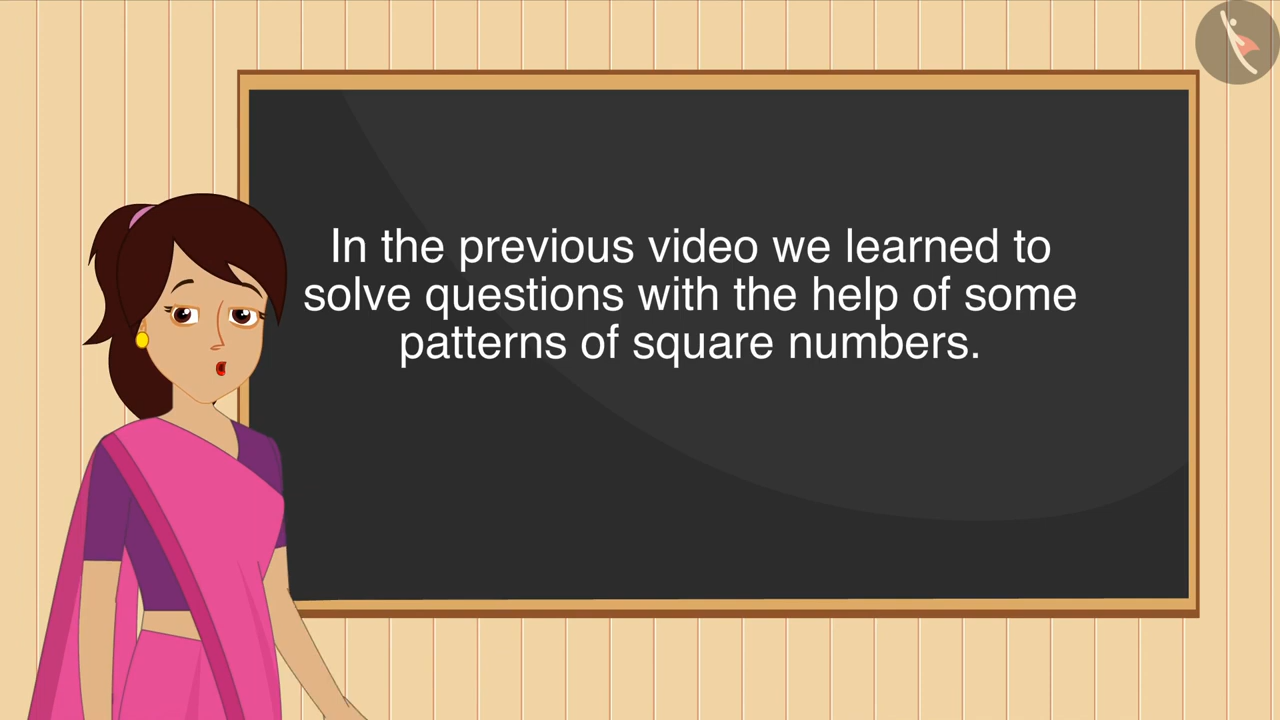 In the previous video we learned to
solve questions with the help of some
patterns of square numbers.